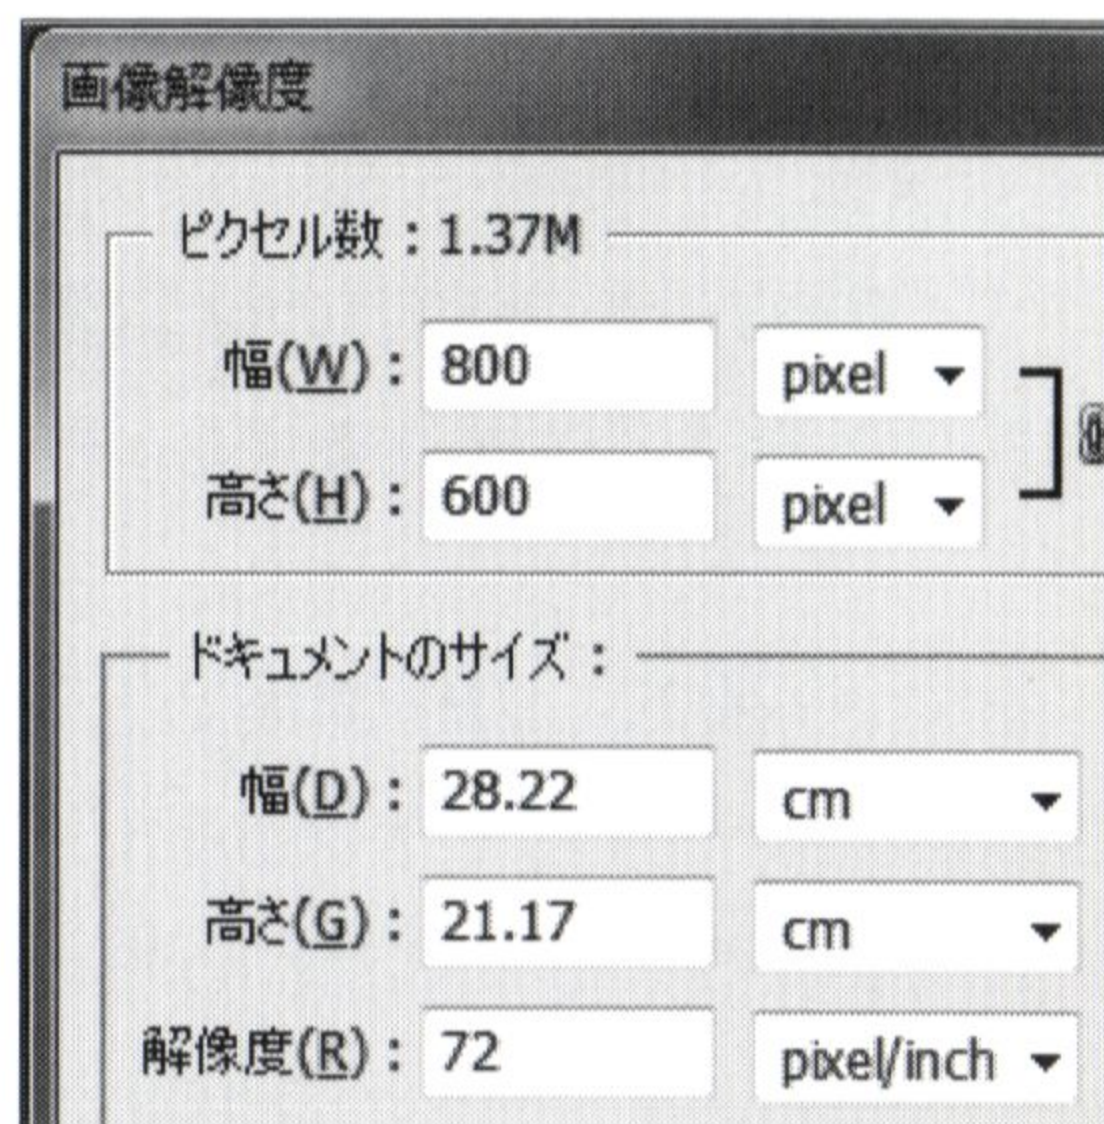 画像解像度
ピクセル数：1.37M
幅(W)： 800 pixel
高さ(H)： 600 pixel
ドキュメントのサイズ：
幅(D)： 28.22 cm
高さ(G)： 21.17 cm
解像度(R)： 72 pixel/inch